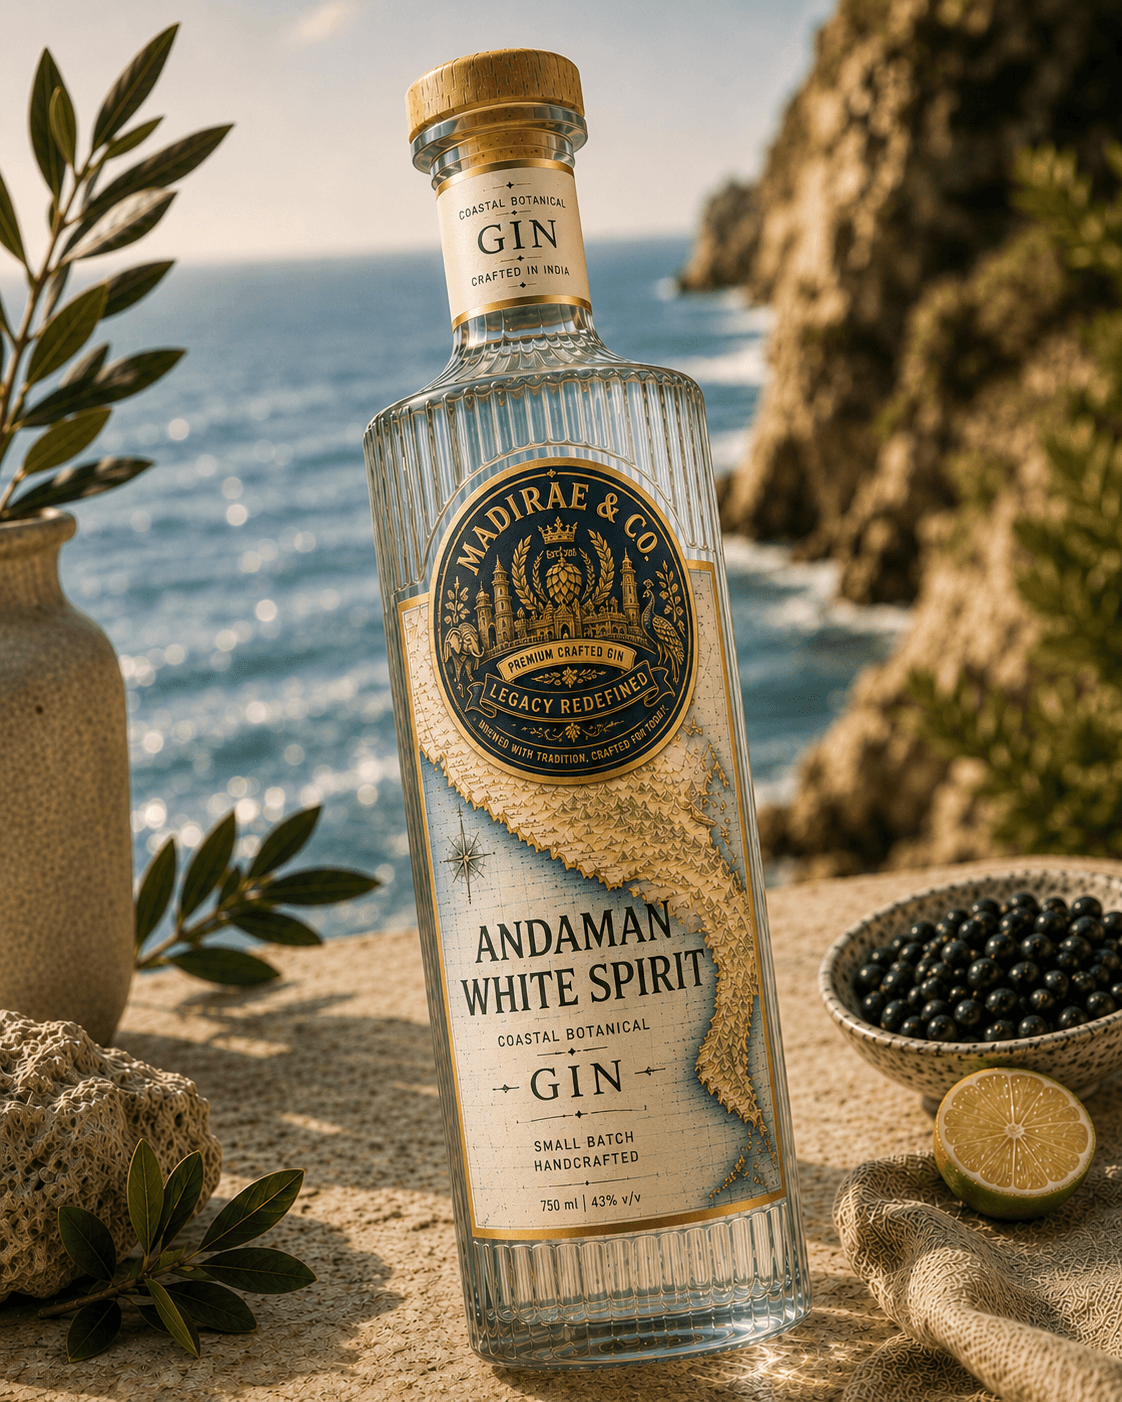 COASTAL BOTANICAL
GIN
CRAFTED IN INDIA
MADIRAE & CO.
PREMIUM CRAFTED GIN
LEGACY REDEFINED
BREWED WITH TRADITION, CRAFTED FOR TODAY
ANDAMAN
WHITE SPIRIT
COASTAL BOTANICAL
GIN
SMALL BATCH
HANDCRAFTED
750 ml | 43% v/v